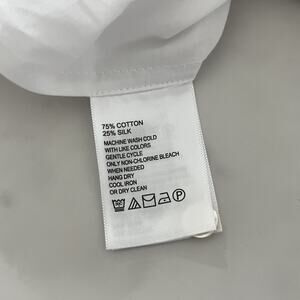 75% COTTON
25% SILK
MACHINE WASH COLD
WITH LIKE COLORS
GENTLE CYCLE
ONLY NON-CHLORINE BLEACH
WHEN NEEDED
HANG DRY
COOL IRON
OR DRY CLEAN